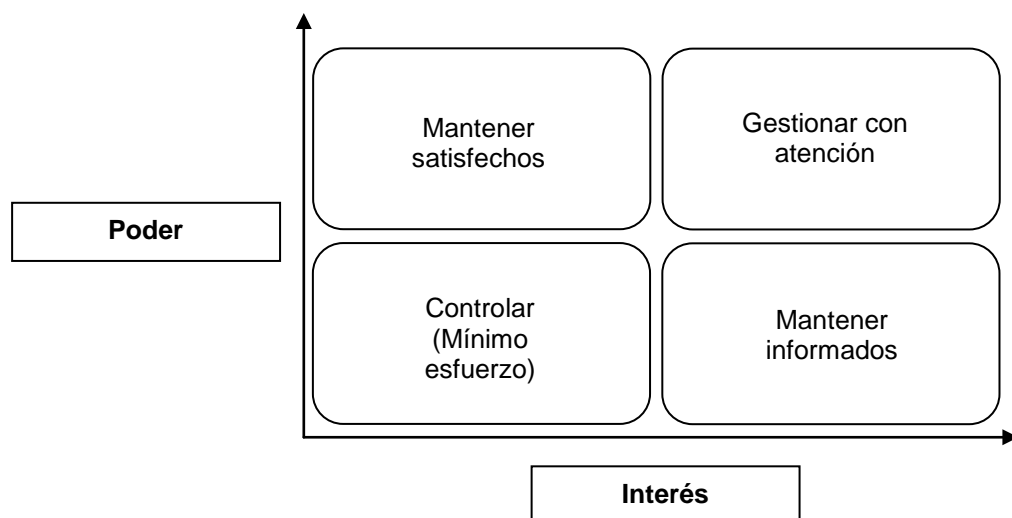 Mantener
satisfechos
Gestionar con
atención
Poder
Controlar
(Mínimo
esfuerzo)
Mantener
informados
Interés